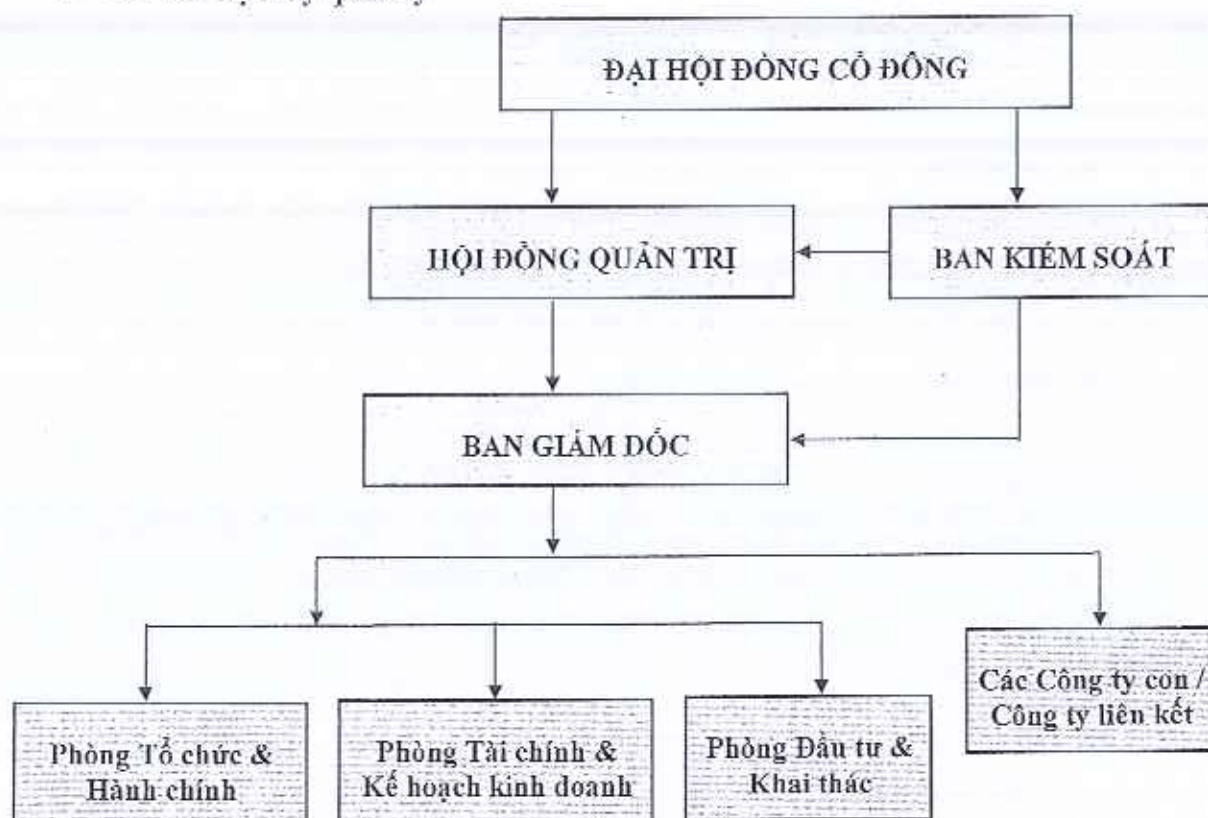 ĐẠI HỘI ĐỒNG CỔ ĐÔNG
HỘI ĐỒNG QUẢN TRỊ
BAN KIỂM SOÁT
BAN GIÁM ĐỐC
Các Công ty con /
Công ty liên kết
Phòng Tổ chức &
Hành chính
Phòng Tài chính &
Kế hoạch kinh doanh
Phòng Đầu tư &
Khai thác